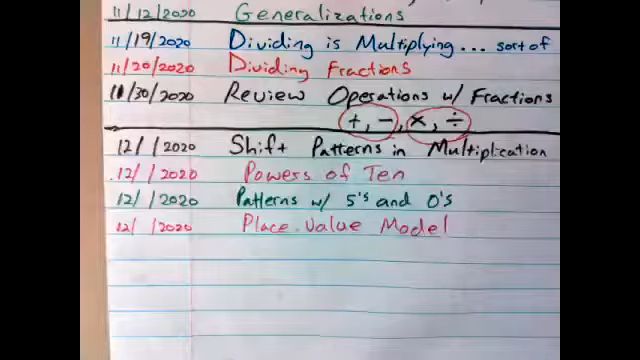 11/12/2020 Generalizations
11/19/2020 Dividing is Multiplying... sort of
11/20/2020 Dividing Fractions
11/30/2020 Review Operations w/ Fractions
+, -, x, ÷
12/ /2020 Shift Patterns in Multiplication
12/ /2020 Powers of Ten
12/ /2020 Patterns w/ 5's and 0's
12/ /2020 Place Value Model